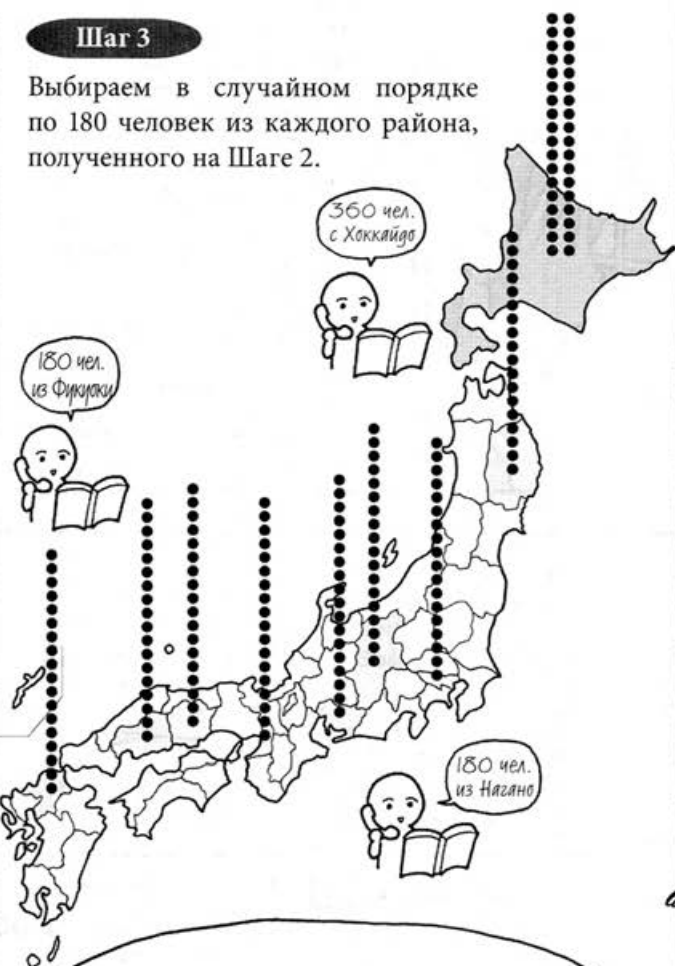 Шаг 3
Выбираем в случайном порядке
по 180 человек из каждого района,
полученного на Шаге 2.
360 чел.
с Хоккайдо
180 чел.
из Фукуоки
180 чел.
из Нагано